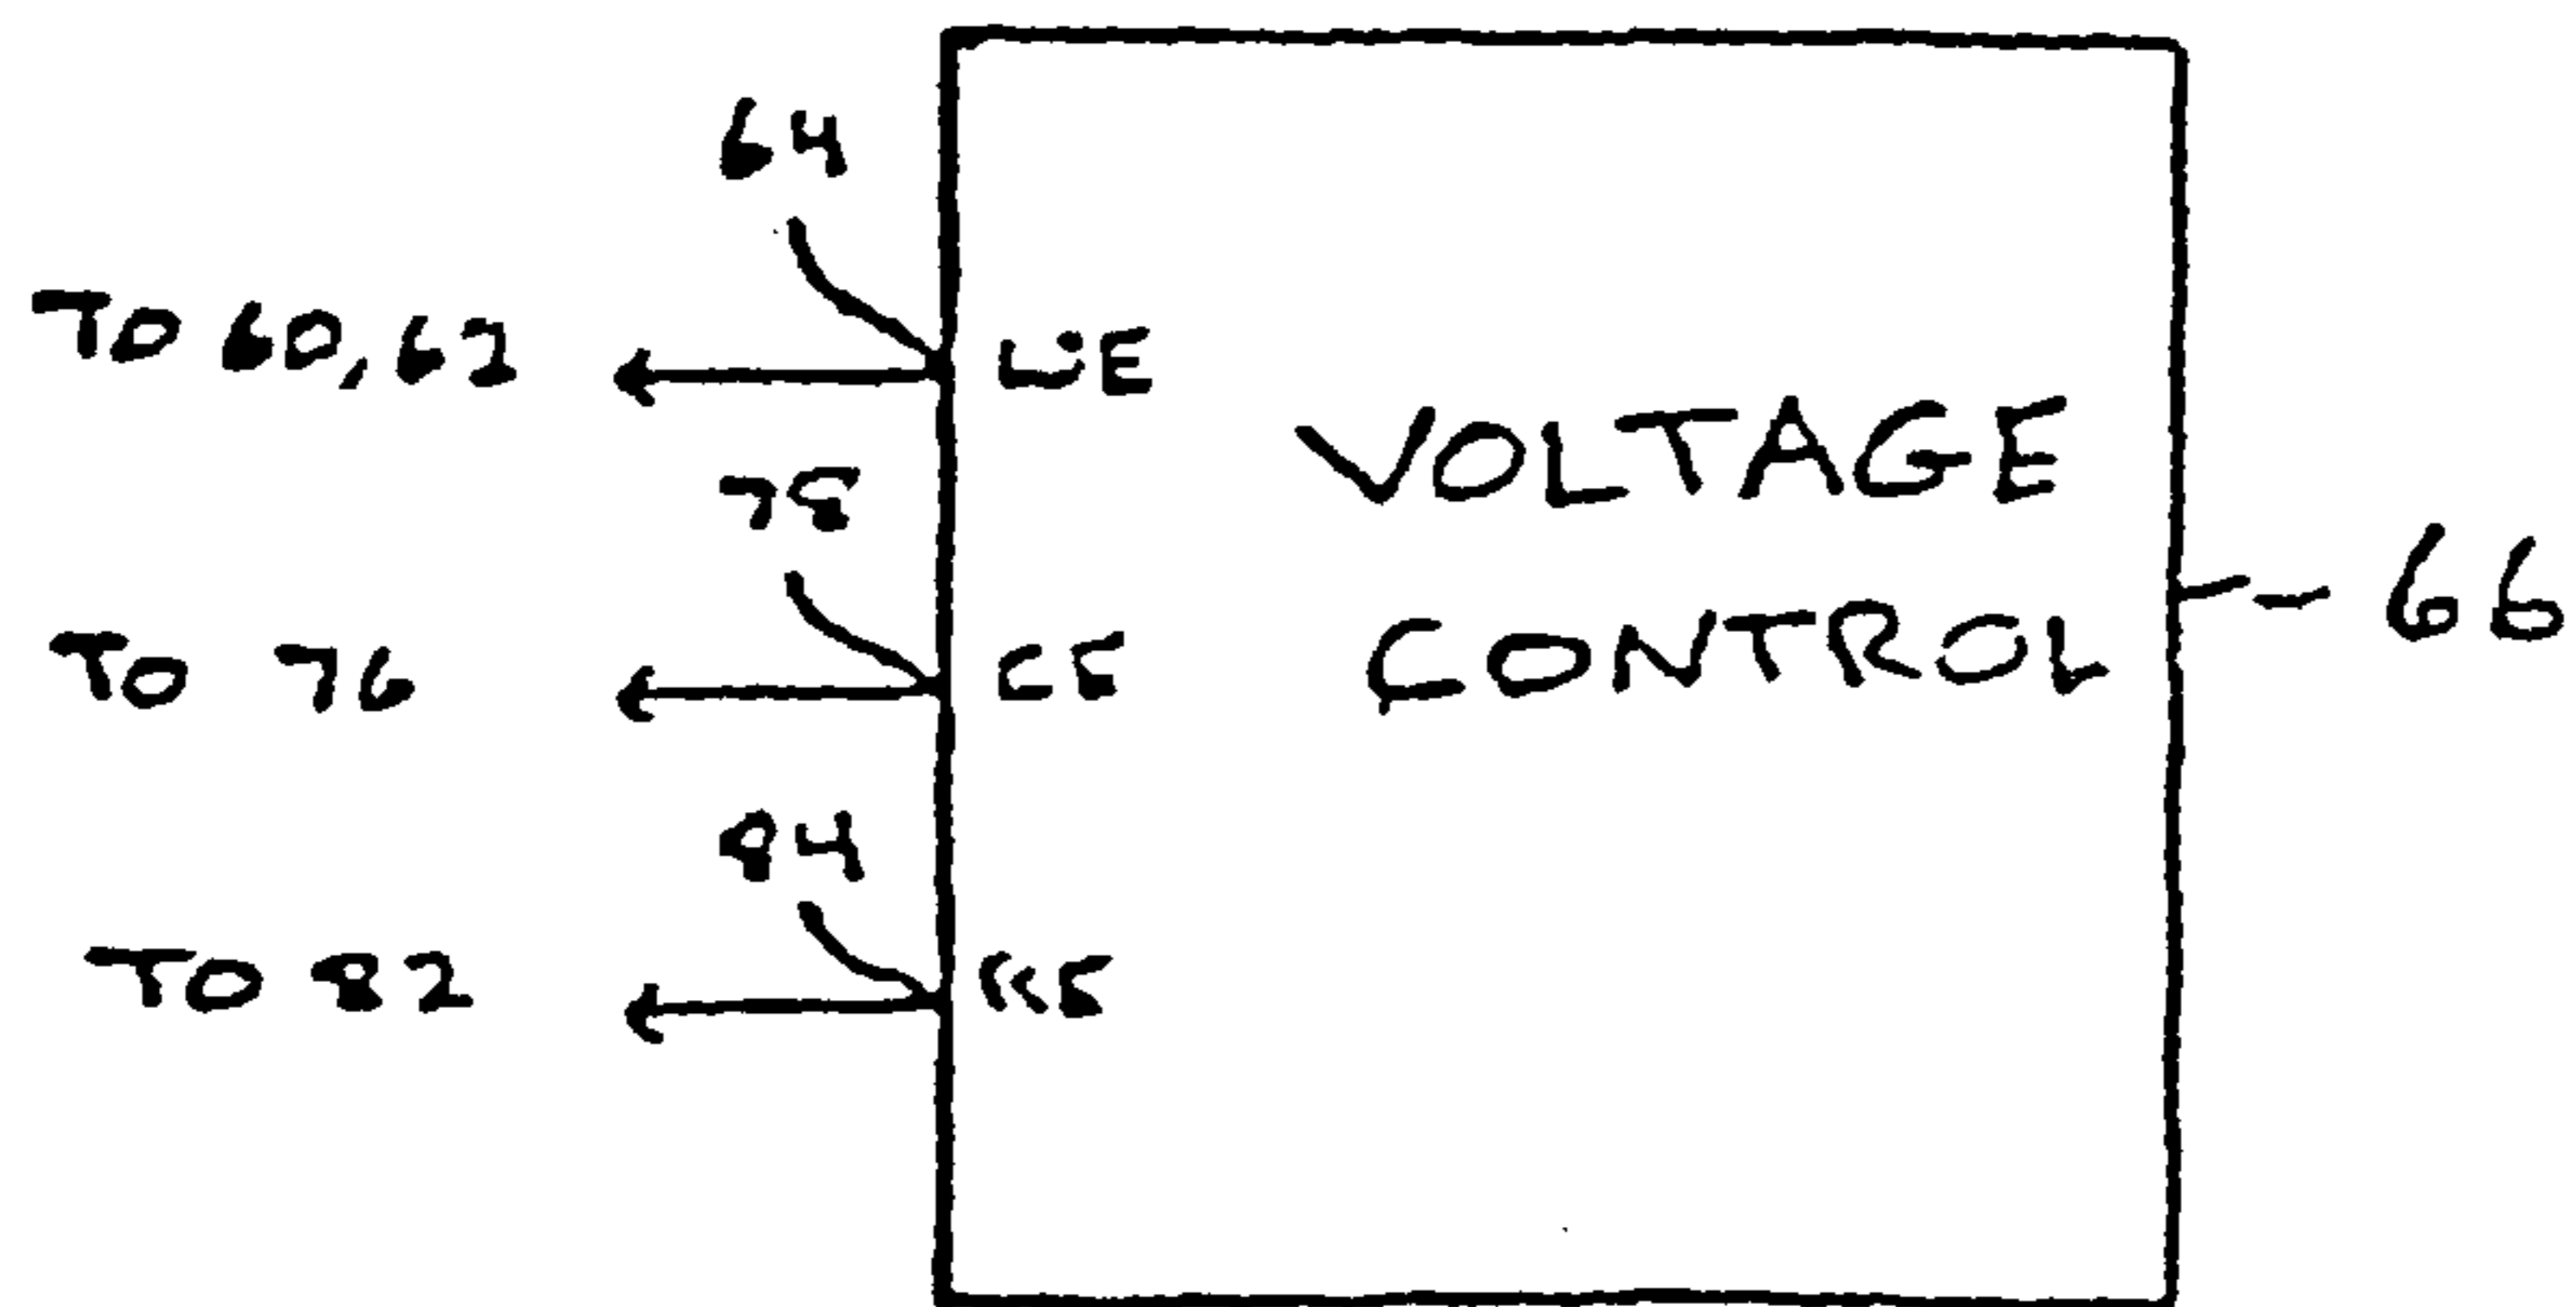 64
TO 60, 62 WE
VOLTAGE
78
CONTROL
66
TO 76 CE
84
TO 82 RE